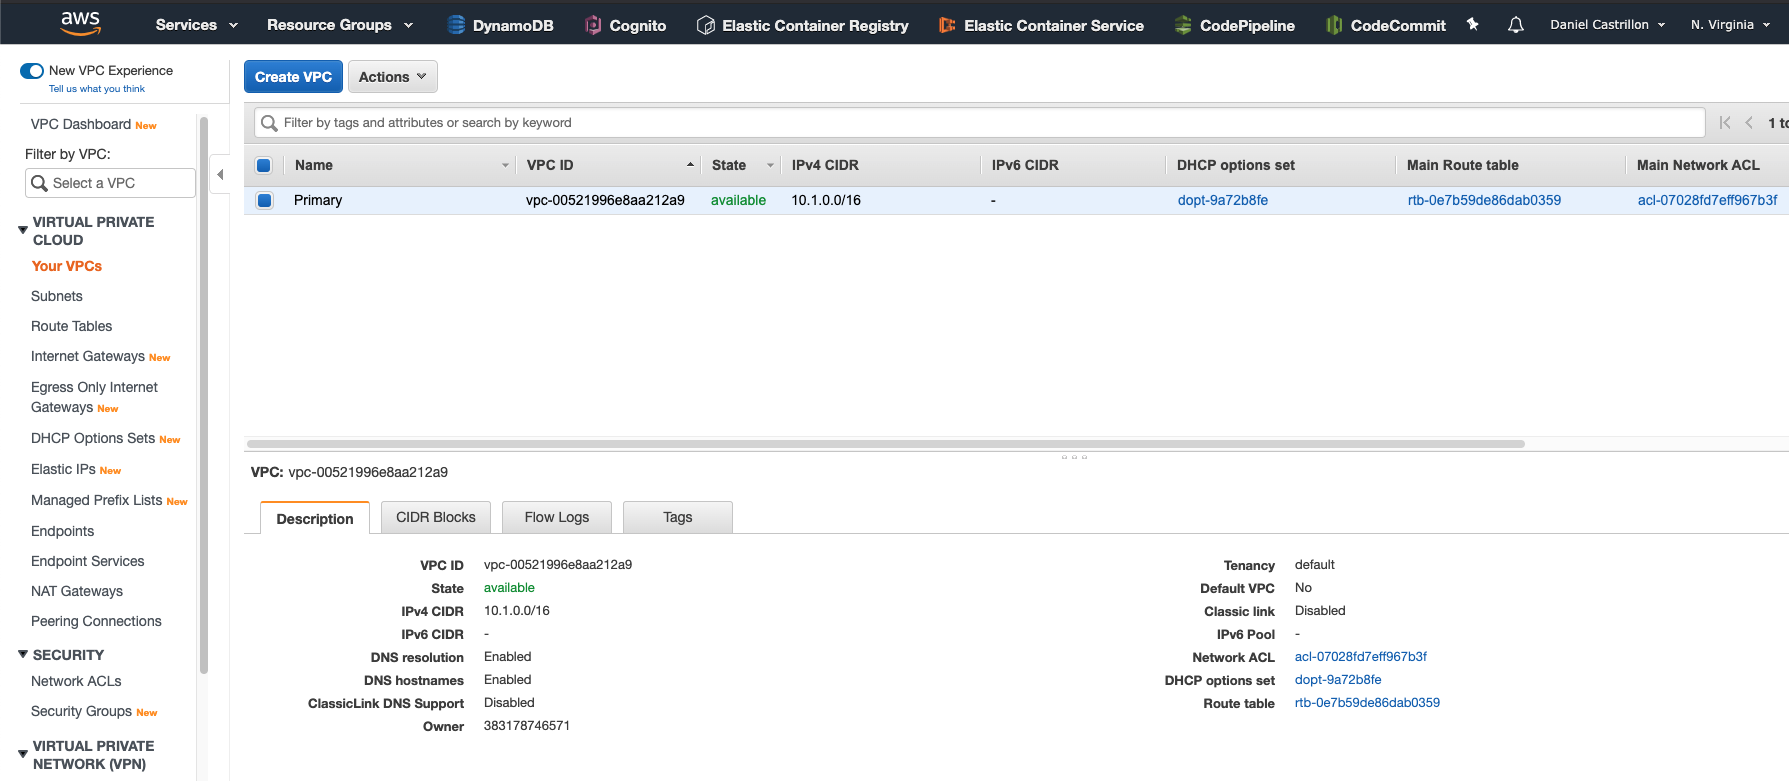 aws Services Resource Groups DynamoDB Cognito Elastic Container Registry Elastic Container Service CodePipeline CodeCommit Daniel Castrillon N. Virginia
New VPC Experience
Tell us what you think
VPC Dashboard New
Filter by VPC:
Select a VPC
VIRTUAL PRIVATE
CLOUD
Your VPCs
Subnets
Route Tables
Internet Gateways New
Egress Only Internet
Gateways New
DHCP Options Sets New
Elastic IPs New
Managed Prefix Lists New
Endpoints
Endpoint Services
NAT Gateways
Peering Connections
SECURITY
Network ACLs
Security Groups New
VIRTUAL PRIVATE
NETWORK (VPN)
Create VPC Actions
Filter by tags and attributes or search by keyword 1 to
Name VPC ID State IPv4 CIDR IPv6 CIDR DHCP options set Main Route table Main Network ACL
Primary vpc-00521996e8aa212a9 available 10.1.0.0/16 - dopt-9a72b8fe rtb-0e7b59de86dab0359 acl-07028fd7eff967b3f
VPC: vpc-00521996e8aa212a9
Description CIDR Blocks Flow Logs Tags
VPC ID vpc-00521996e8aa212a9 Tenancy default
State available Default VPC No
IPv4 CIDR 10.1.0.0/16 Classic link Disabled
IPv6 CIDR - IPv6 Pool -
DNS resolution Enabled Network ACL acl-07028fd7eff967b3f
DNS hostnames Enabled DHCP options set dopt-9a72b8fe
ClassicLink DNS Support Disabled Route table rtb-0e7b59de86dab0359
Owner 383178746571